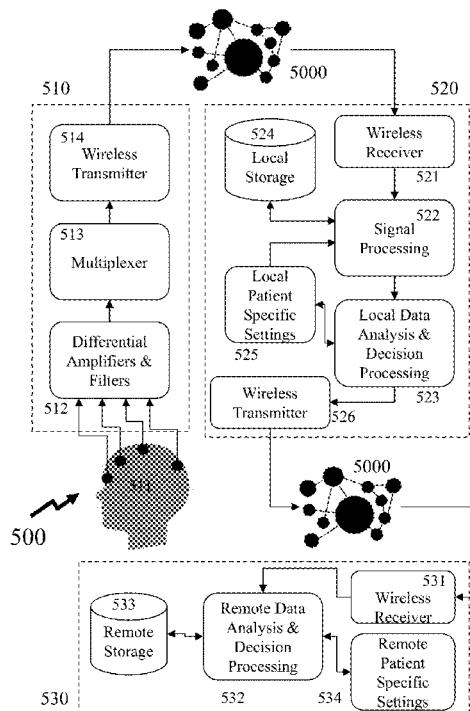 510
5000
520
514
Wireless
Transmitter
513
Multiplexer
Differential
Amplifiers &
Filters
512
500
524
Local
Storage
Wireless
Receiver
521
522
Signal
Processing
Local
Patient
Specific
Settings
525
Local Data
Analysis &
Decision
Processing
523
Wireless
Transmitter
526
5000
533
Remote
Storage
Remote Data
Analysis &
Decision
Processing
531
Wireless
Receiver
Remote
Patient
Specific
Settings
530
532
534